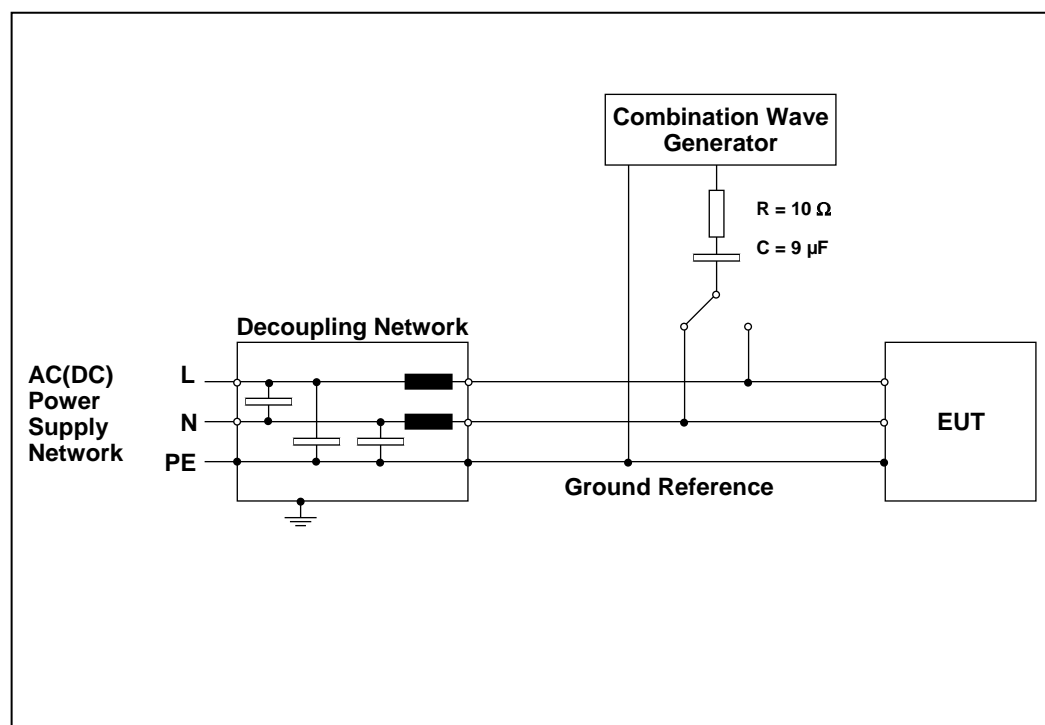 Combination Wave
Generator
R = 10 Ω
C = 9 µF
Decoupling Network
AC(DC)
Power
Supply
Network
L
N
PE
EUT
Ground Reference